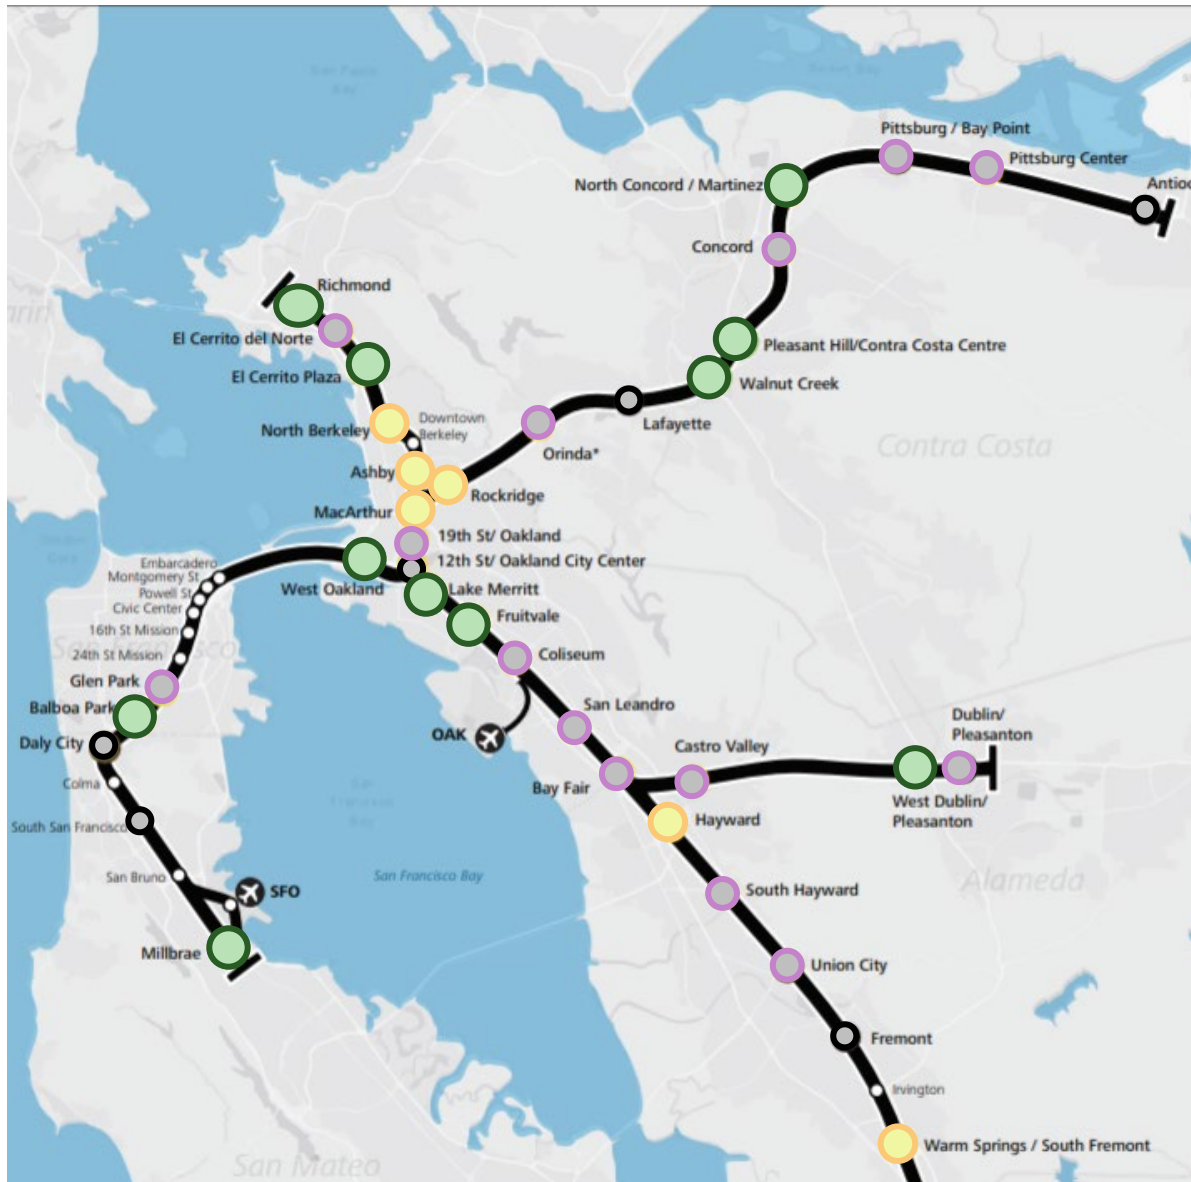 Pittsburg / Bay Point
Pittsburg Center
North Concord / Martinez
Concord
Richmond
El Cerrito del Norte
Pleasant Hill/Contra Costa Centre
El Cerrito Plaza
Walnut Creek
Downtown
Berkeley
North Berkeley
Lafayette
Contra Costa
Orinda*
Ashby
Rockridge
MacArthur
19th St/ Oakland
12th St/ Oakland City Center
Embarcadero
Montgomery St
Powell St
Civic Center
West Oakland
Lake Merritt
Fruitvale
16th St Mission
24th St Mission
Coliseum
Glen Park
Balboa Park
San Leandro
OAK
Daly City
Castro Valley
Dublin/
Pleasanton
Colma
Bay Fair
West Dublin/
Pleasanton
South San Francisco
Hayward
San Bruno
San Francisco Bay
SFO
Alameda
South Hayward
Millbrae
Union City
Fremont
Irvington
Warm Springs / South Fremont
San Mateo